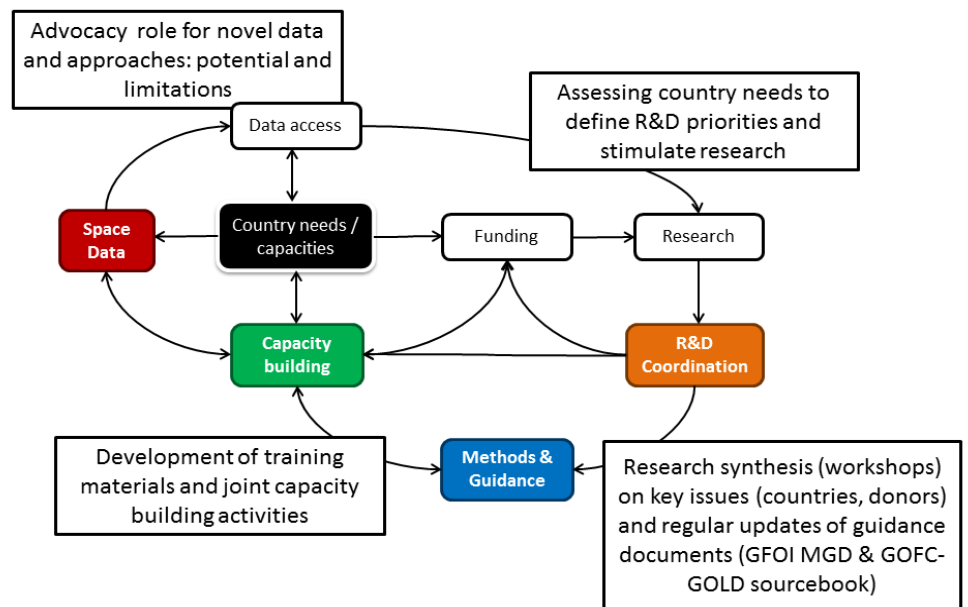 Advocacy role for novel data
and approaches: potential and
limitations
Assessing country needs to
define R&D priorities and
stimulate research
Data access
Space
Data
Country needs /
capacities
Funding
Research
Capacity
building
R&D
Coordination
Development of training
materials and joint capacity
building activities
Methods &
Guidance
Research synthesis (workshops)
on key issues (countries, donors)
and regular updates of guidance
documents (GFOI MGD & GOFC-
GOLD sourcebook)